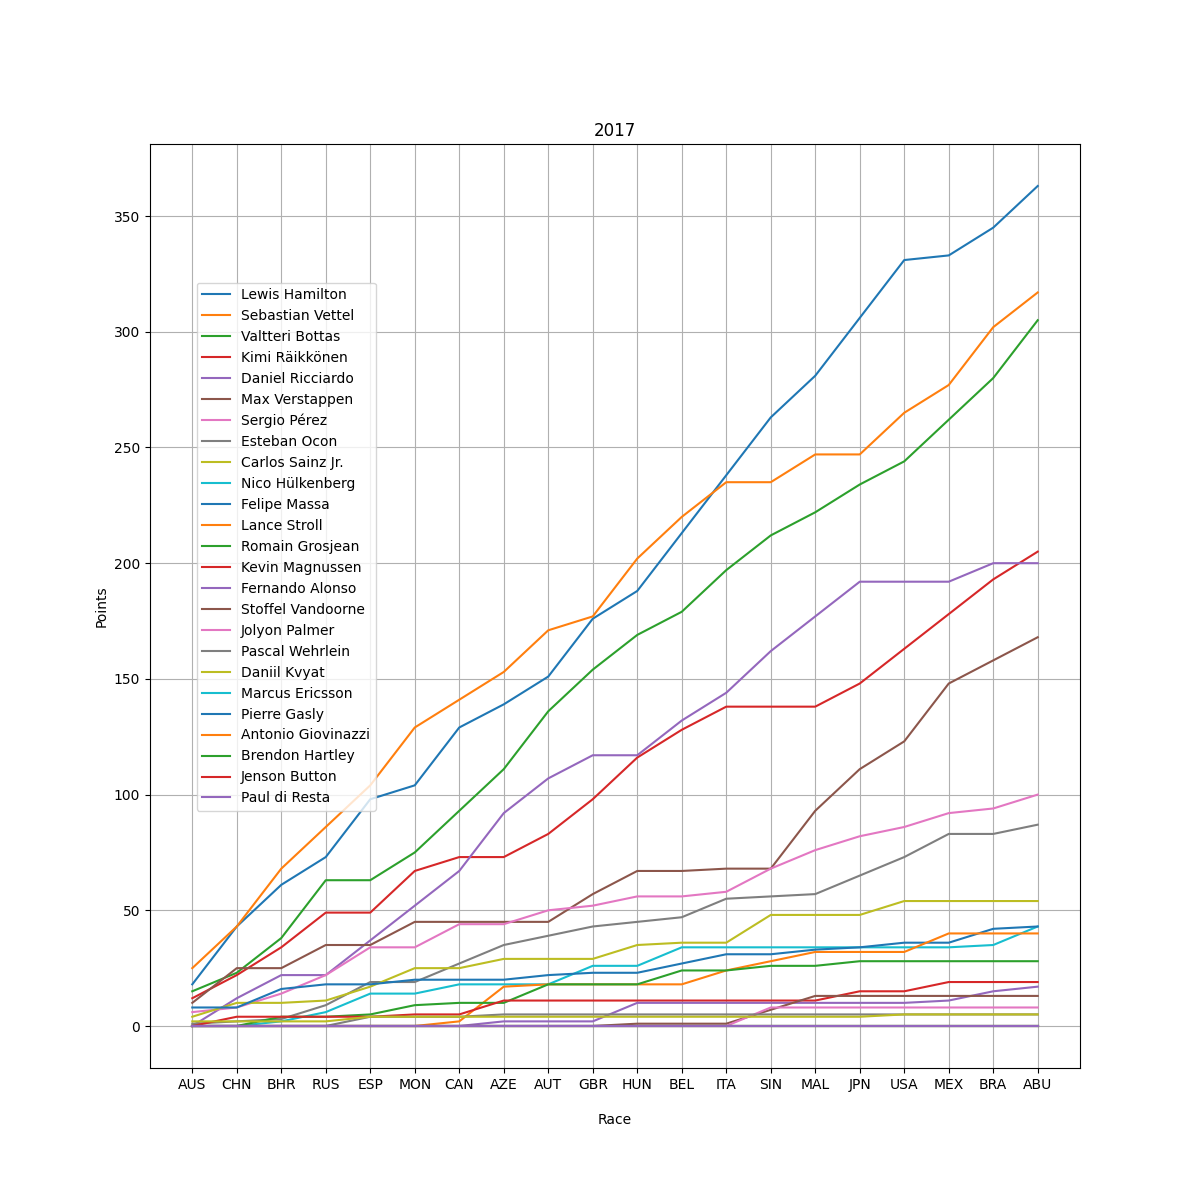 2017
350
300
250
200
150
100
50
0
Points
Lewis Hamilton
Sebastian Vettel
Valtteri Bottas
Kimi Räikkönen
Daniel Ricciardo
Max Verstappen
Sergio Pérez
Esteban Ocon
Carlos Sainz Jr.
Nico Hülkenberg
Felipe Massa
Lance Stroll
Romain Grosjean
Kevin Magnussen
Fernando Alonso
Stoffel Vandoorne
Jolyon Palmer
Pascal Wehrlein
Daniil Kvyat
Marcus Ericsson
Pierre Gasly
Antonio Giovinazzi
Brendon Hartley
Jenson Button
Paul di Resta
AUS CHN BHR RUS ESP MON CAN AZE AUT GBR HUN BEL ITA SIN MAL JPN USA MEX BRA ABU
Race